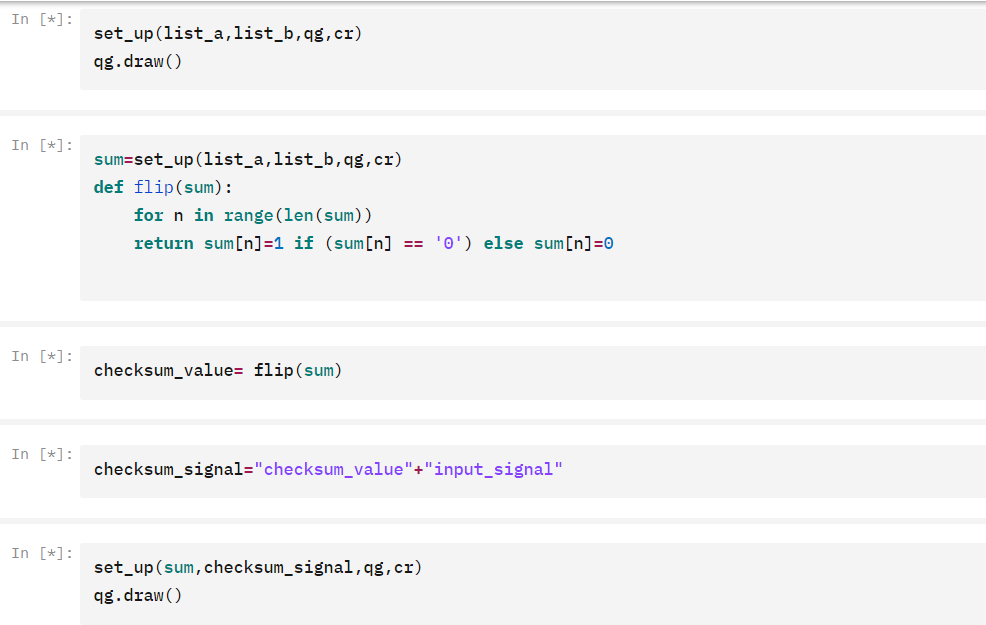 In [*]:
set_up(list_a,list_b,qg,cr)
qg.draw()
In [*]:
sum=set_up(list_a,list_b,qg,cr)
def flip(sum):
    for n in range(len(sum))
    return sum[n]=1 if (sum[n] == '0') else sum[n]=0
In [*]:
checksum_value= flip(sum)
In [*]:
checksum_signal="checksum_value"+"input_signal"
In [*]:
set_up(sum,checksum_signal,qg,cr)
qg.draw()